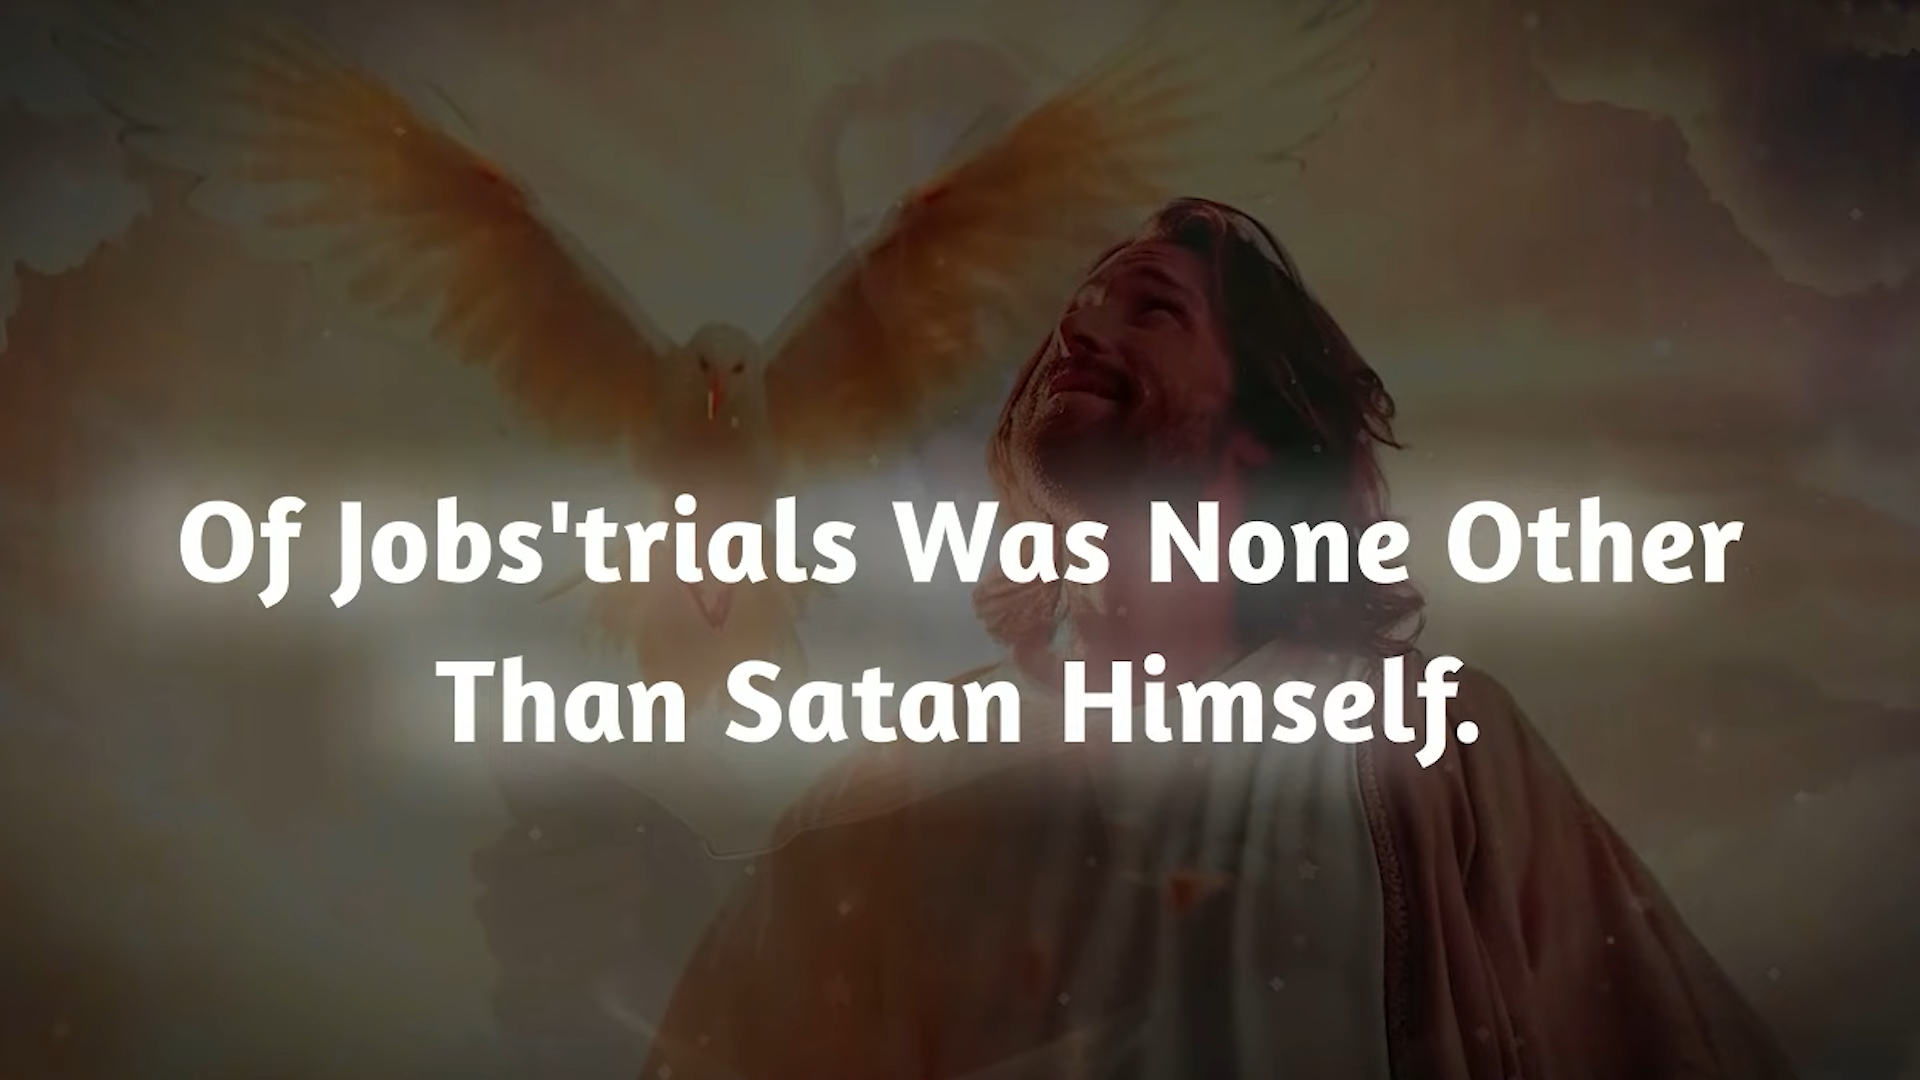 Of Jobs'trials Was None Other
Than Satan Himself.